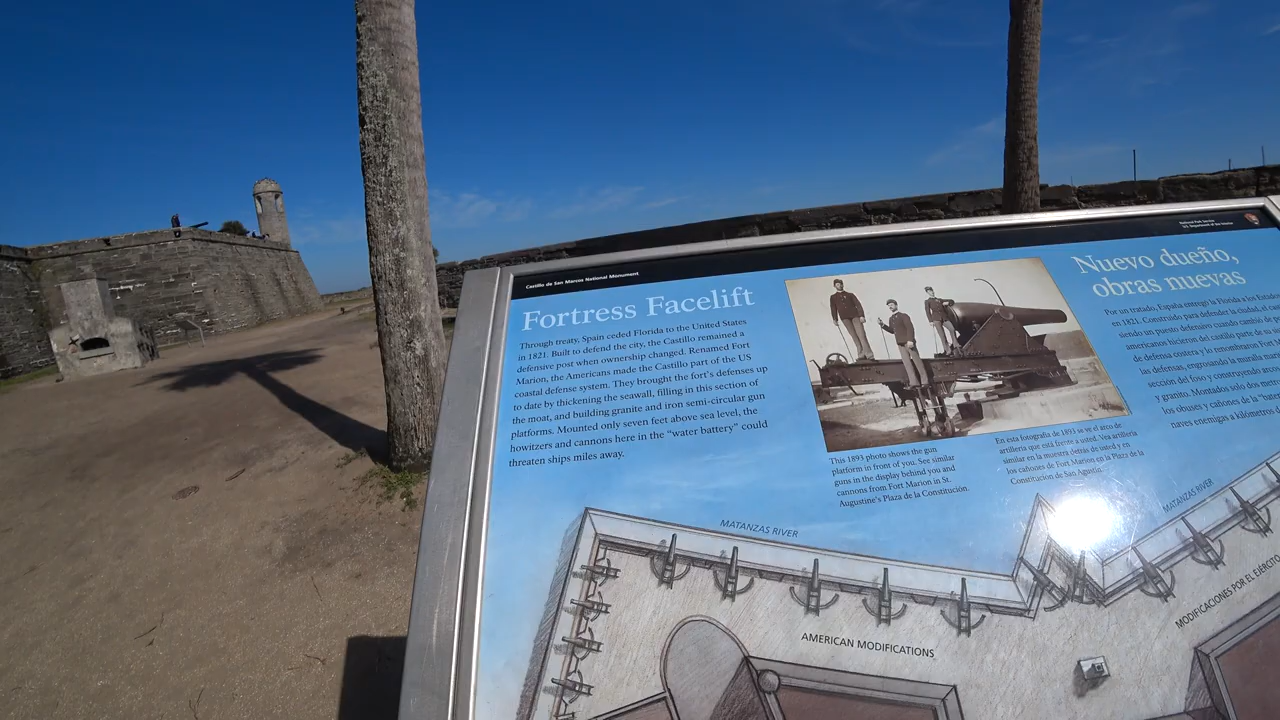 National Park Service
U.S. Department of the Interior
Castillo de San Marcos National Monument
Fortress Facelift
Through treaty, Spain ceded Florida to the United States
in 1821. Built to defend the city, the Castillo remained a
defensive post when ownership changed. Renamed Fort
Marion, the Americans made the Castillo part of the US
coastal defense system. They brought the fort's defenses up
to date by thickening the seawall, filling in this section of
the moat, and building granite and iron semi-circular gun
platforms. Mounted only seven feet above sea level, the
howitzers and cannons here in the "water battery" could
threaten ships miles away.
This 1893 photo shows the gun
platform in front of you. See similar
guns in the display behind you and
cannons from Fort Marion in St.
Augustine's Plaza de la Constitución.
En esta fotografía de 1893 se ve el arco de
artillería que está frente a usted. Vea artillería
similar en la muestra detrás de usted y en
los cañones de Fort Marion en la Plaza de la
Constitución de San Agustín.
Nuevo dueño,
obras nuevas
Por un tratado, España entregó la Florida a los Estados
en 1821. Construido para defender la ciudad, el
siendo un puesto defensivo cuando cambió de
americanos hicieron del castillo parte de su
de defensa costera y lo renombraron Fort
las defensas, engrosando la muralla
sección del foso y construyendo
y granito. Montados solo dos
los obuses y cañones de la
naves enemigas a kilómetros
MATANZAS RIVER
MATANZAS RIVER
AMERICAN MODIFICATIONS
MODIFICACIONES POR EL EJÉRCITO